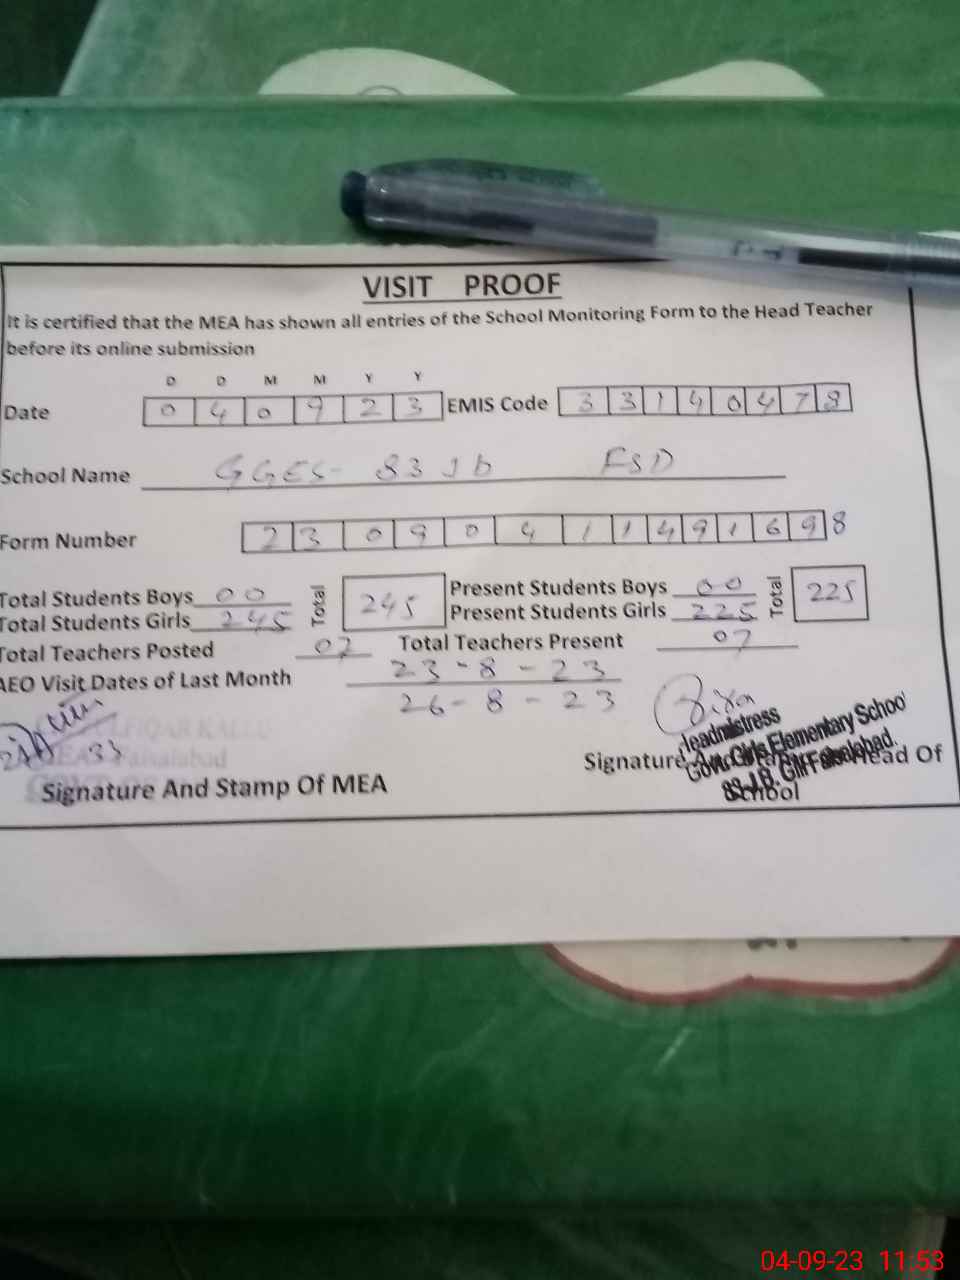 VISIT PROOF
It is certified that the MEA has shown all entries of the School Monitoring Form to the Head Teacher
before its online submission
D D M M Y Y
Date 0 4 0 9 2 3 EMIS Code 3 3 1 4 0 4 7 8
School Name GGES- 83 Jb FSD
Form Number 2 3 0 9 0 4 1 1 4 9 1 6 9 8
Total Students Boys 00 Total 245 Present Students Boys 00 Total 225
Total Students Girls 245 Present Students Girls 225
Total Teachers Posted 07 Total Teachers Present 07
AEO Visit Dates of Last Month 23-8-23
26-8-23
Headmistress
Govt. Girls Elementary School
Faisalabad
83 J.B. Gill Faisalabad.
Signature And Stamp Of MEA
Signature Head Of
School
04-09-23 11:53